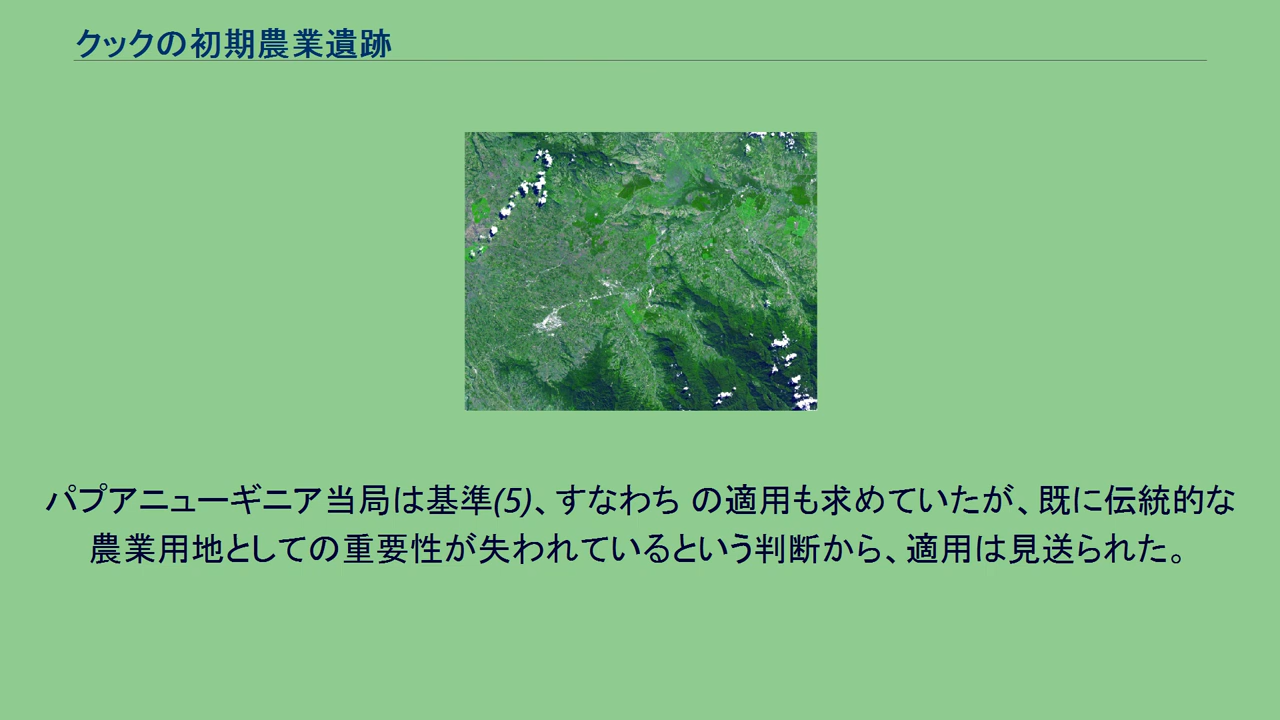 クックの初期農業遺跡
パプアニューギニア当局は基準(5)、すなわち の適用も求めていたが、既に伝統的な
農業用地としての重要性が失われているという判断から、適用は見送られた。